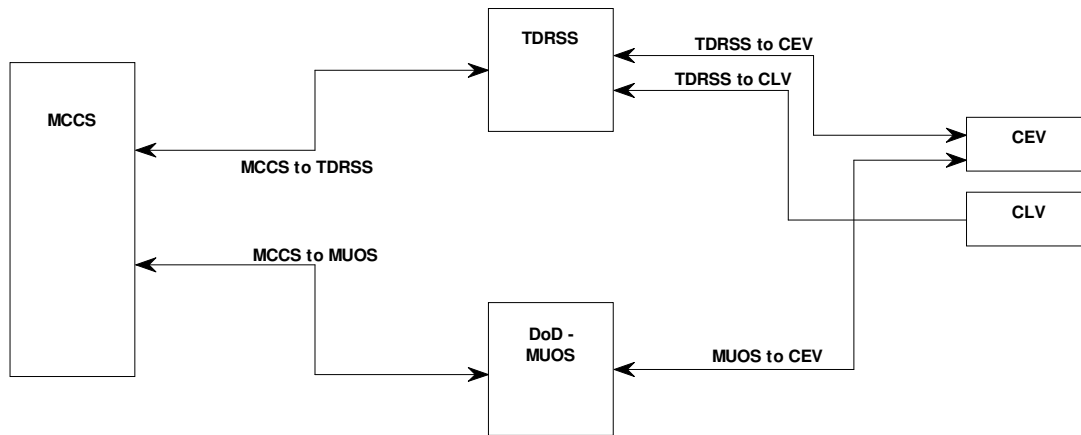 TDRSS
TDRSS to CEV
TDRSS to CLV
MCCS
CEV
MCCS to TDRSS
CLV
MCCS to MUOS
DoD -
MUOS
MUOS to CEV